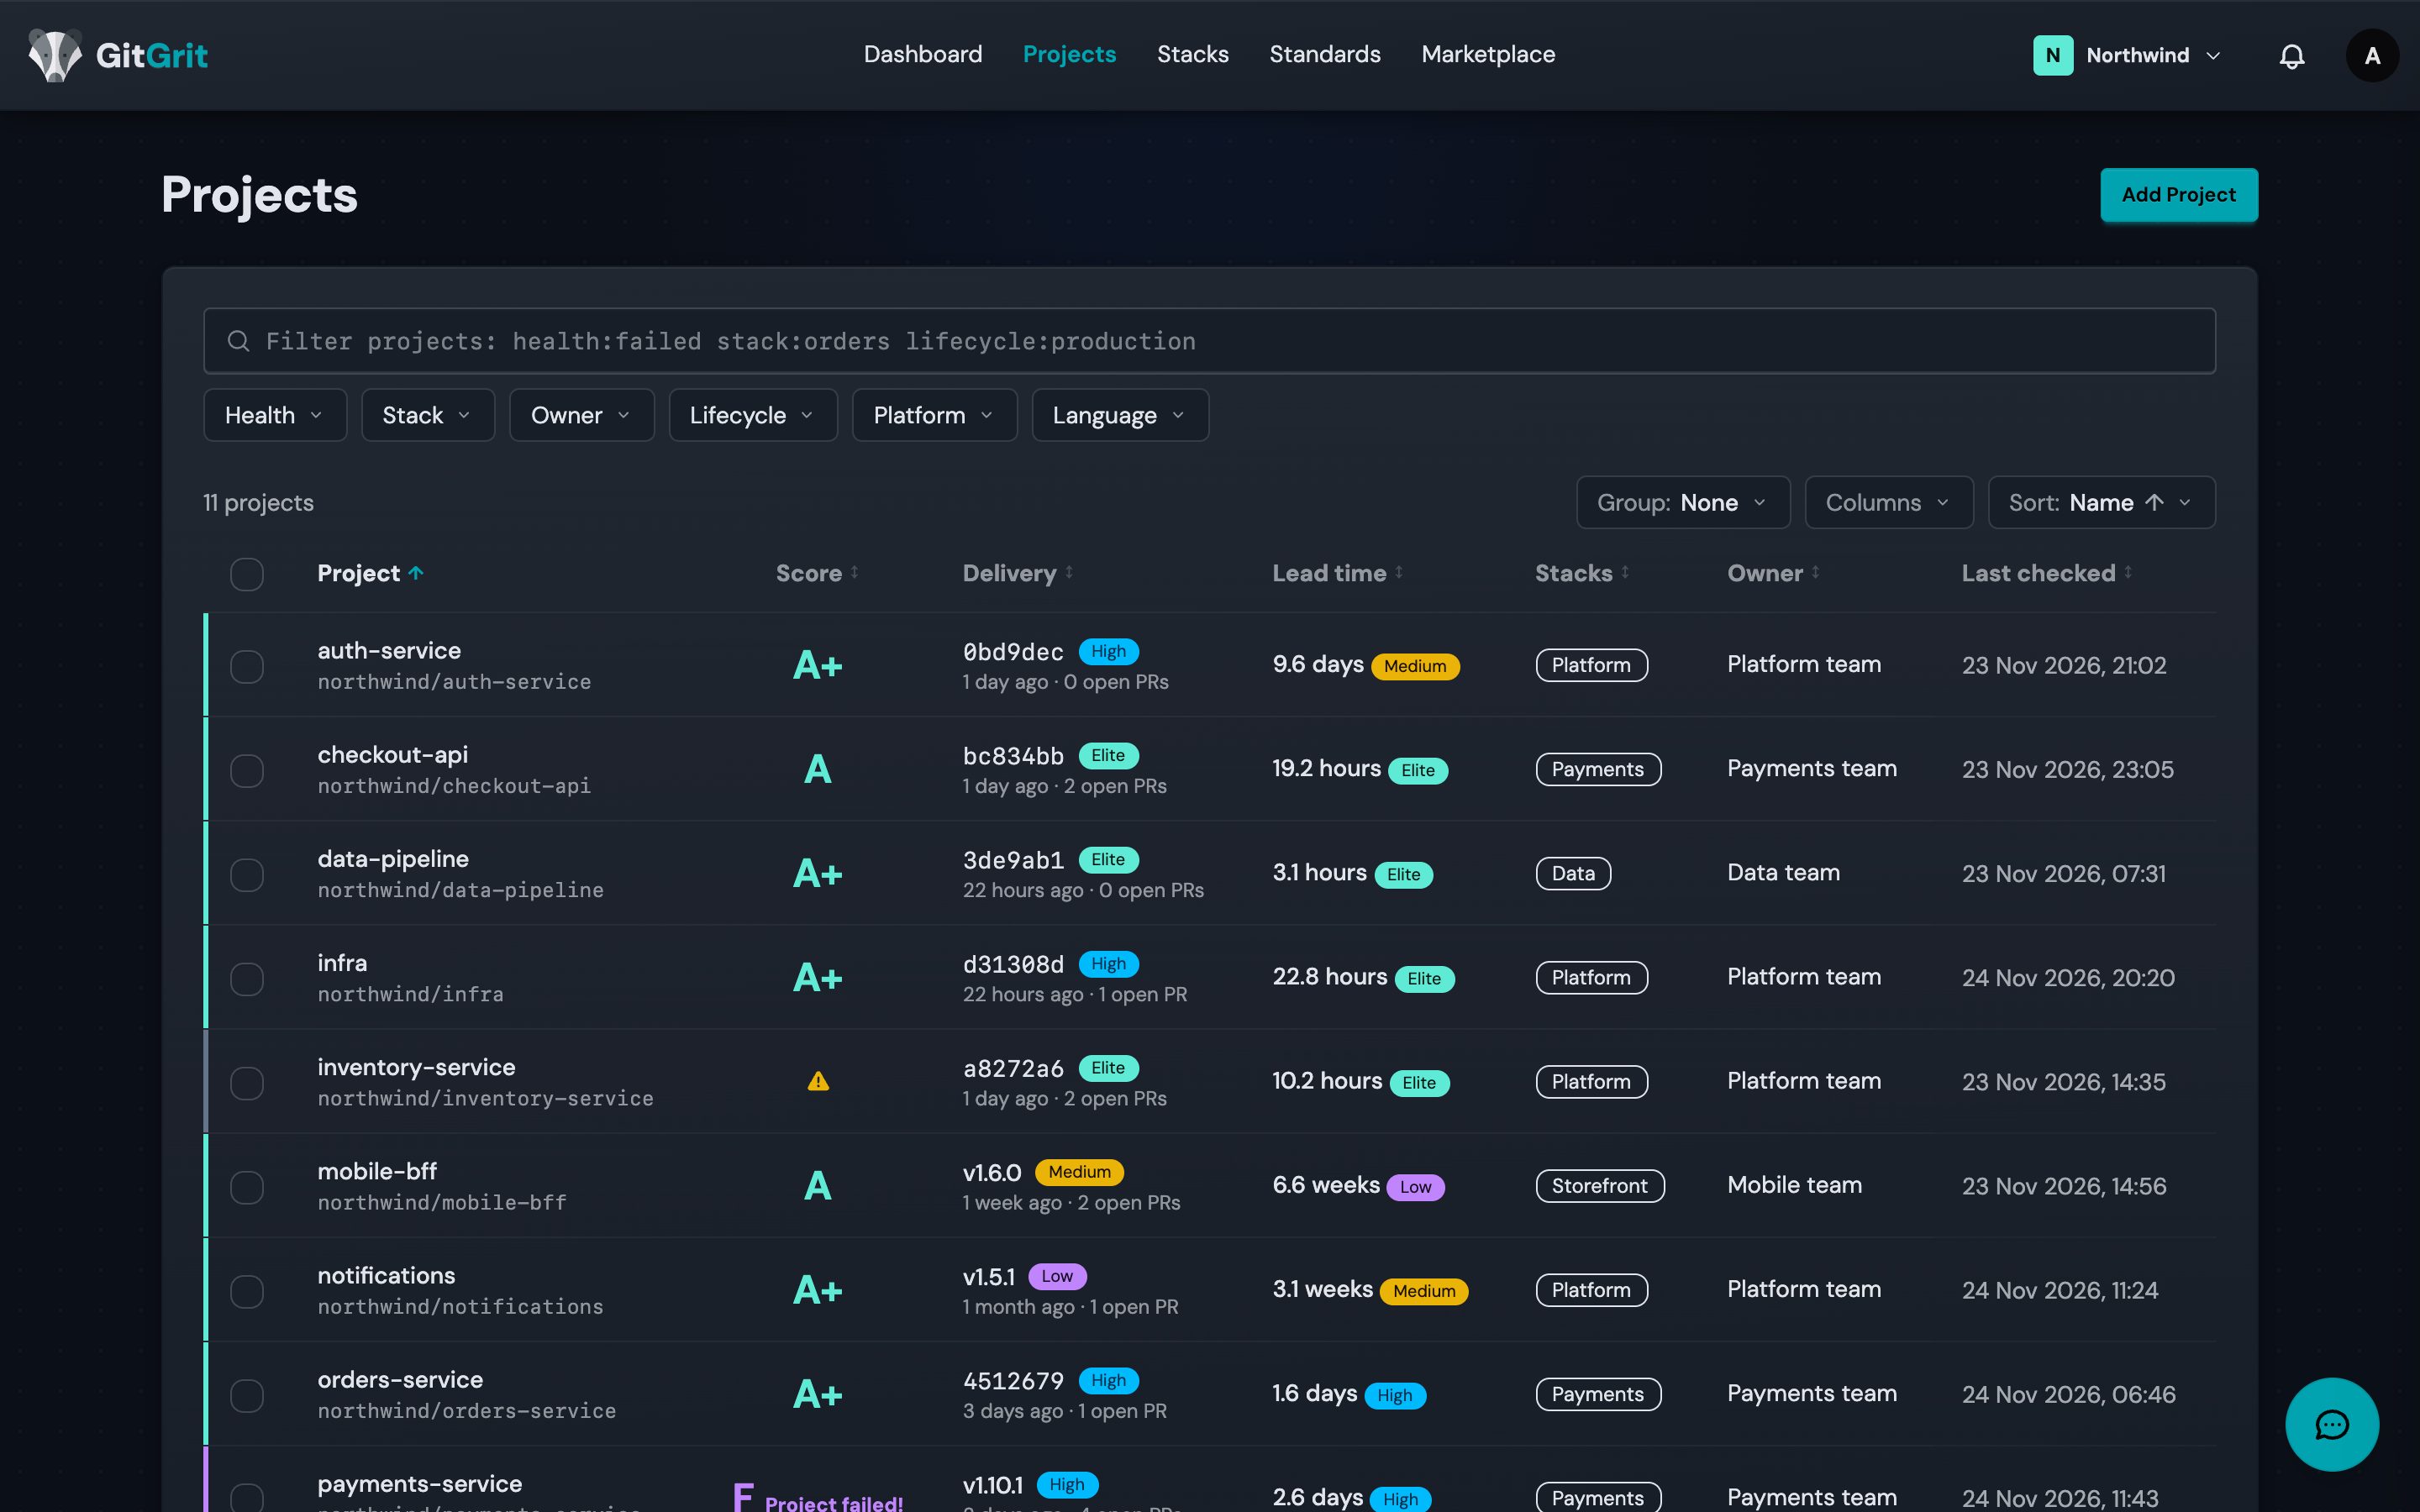 GitGrit
Dashboard Projects Stacks Standards Marketplace
N Northwind
A
Projects
Add Project
Filter projects: health:failed stack:orders lifecycle:production
Health Stack Owner Lifecycle Platform Language
11 projects
Group: None Columns Sort: Name ↑
Project ↑ Score Delivery Lead time Stacks Owner Last checked
auth-service
northwind/auth-service
A+
0bd9dec High
1 day ago · 0 open PRs
9.6 days Medium
Platform
Platform team
23 Nov 2026, 21:02
checkout-api
northwind/checkout-api
A
bc834bb Elite
1 day ago · 2 open PRs
19.2 hours Elite
Payments
Payments team
23 Nov 2026, 23:05
data-pipeline
northwind/data-pipeline
A+
3de9ab1 Elite
22 hours ago · 0 open PRs
3.1 hours Elite
Data
Data team
23 Nov 2026, 07:31
infra
northwind/infra
A+
d31308d High
22 hours ago · 1 open PR
22.8 hours Elite
Platform
Platform team
24 Nov 2026, 20:20
inventory-service
northwind/inventory-service
a8272a6 Elite
1 day ago · 2 open PRs
10.2 hours Elite
Platform
Platform team
23 Nov 2026, 14:35
mobile-bff
northwind/mobile-bff
A
v1.6.0 Medium
1 week ago · 2 open PRs
6.6 weeks Low
Storefront
Mobile team
23 Nov 2026, 14:56
notifications
northwind/notifications
A+
v1.5.1 Low
1 month ago · 1 open PR
3.1 weeks Medium
Platform
Platform team
24 Nov 2026, 11:24
orders-service
northwind/orders-service
A+
4512679 High
3 days ago · 1 open PR
1.6 days High
Payments
Payments team
24 Nov 2026, 06:46
payments-service
F Project failed!
v1.10.1 High
2.6 days High
Payments
Payments team
24 Nov 2026, 11:43